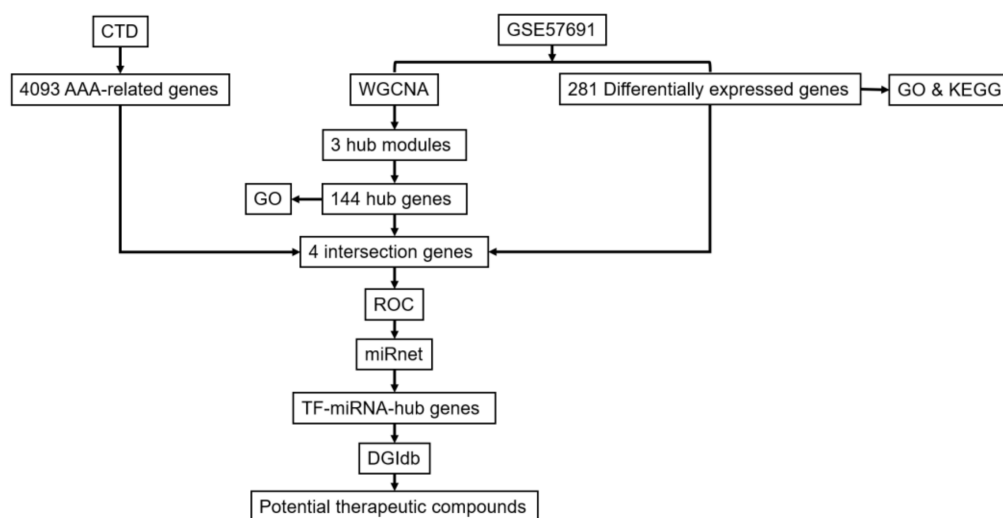 CTD
GSE57691
4093 AAA-related genes
WGCNA
281 Differentially expressed genes
GO & KEGG
3 hub modules
GO
144 hub genes
4 intersection genes
ROC
miRnet
TF-miRNA-hub genes
DGIdb
Potential therapeutic compounds